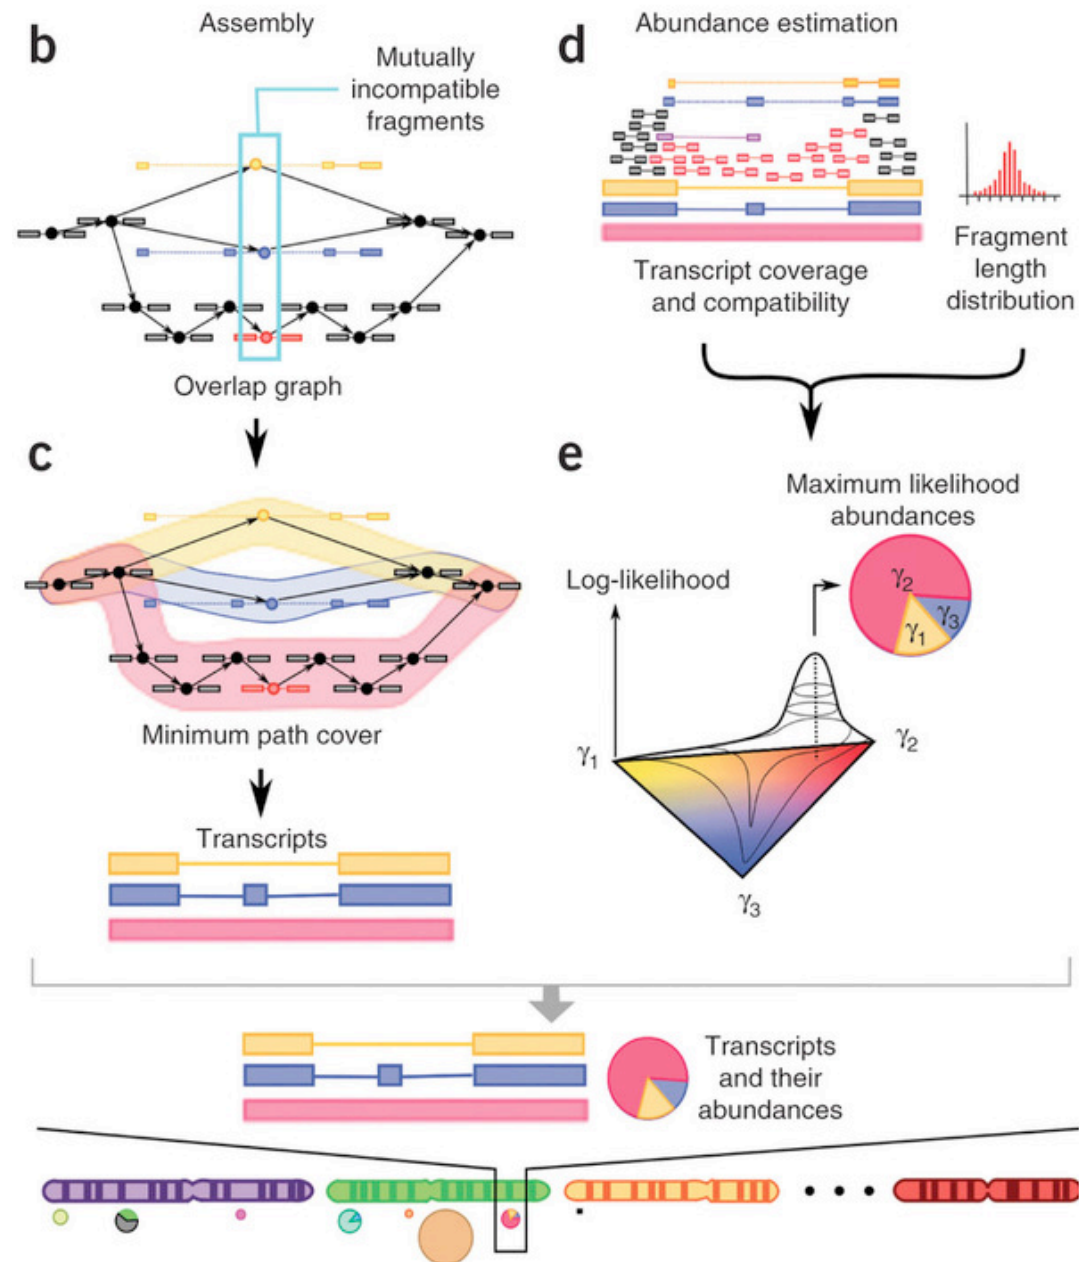 b
Assembly
Mutually
incompatible
fragments
Overlap graph
c
Minimum path cover
Transcripts
d
Abundance estimation
Transcript coverage
and compatibility
Fragment
length
distribution
e
Maximum likelihood
abundances
Log-likelihood
γ2
γ1
γ3
γ1
γ2
γ3
Transcripts
and their
abundances